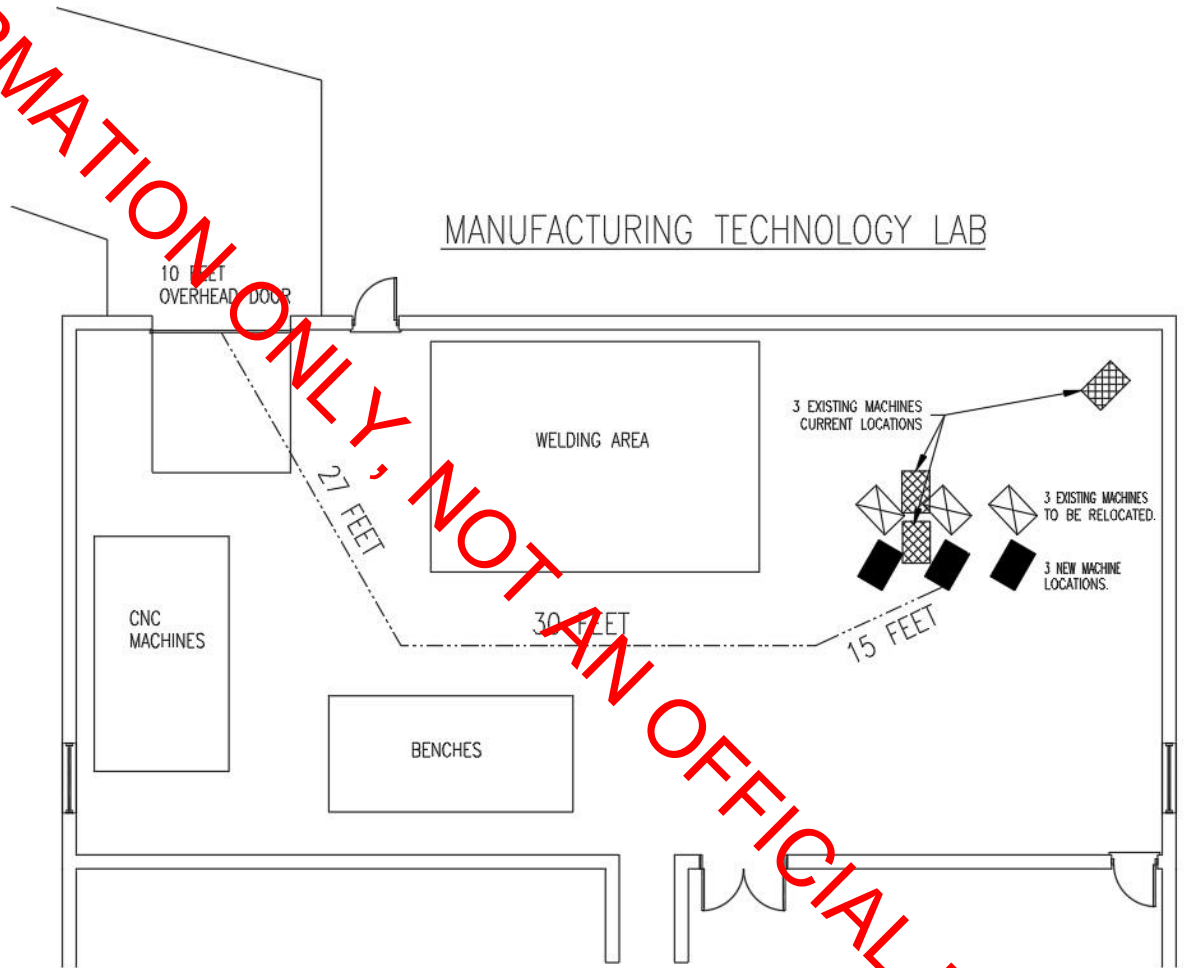 MANUFACTURING TECHNOLOGY LAB
10 FEET
OVERHEAD DOOR
3 EXISTING MACHINES
CURRENT LOCATIONS
WELDING AREA
3 EXISTING MACHINES
TO BE RELOCATED.
27 FEET
3 NEW MACHINE
LOCATIONS.
CNC
MACHINES
30 FEET
15 FEET
BENCHES
ONLY, NOT AN OFFICIAL